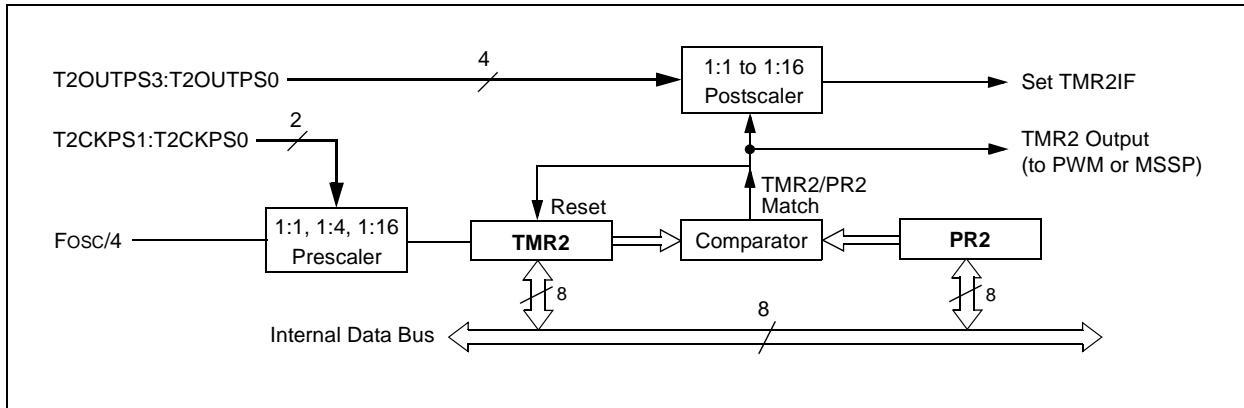 T2OUTPS3:T2OUTPS0
4
1:1 to 1:16
Postscaler
Set TMR2IF
T2CKPS1:T2CKPS0
2
TMR2 Output
(to PWM or MSSP)
TMR2/PR2
Match
Reset
FOSC/4
1:1, 1:4, 1:16
Prescaler
TMR2
Comparator
PR2
8
8
8
Internal Data Bus